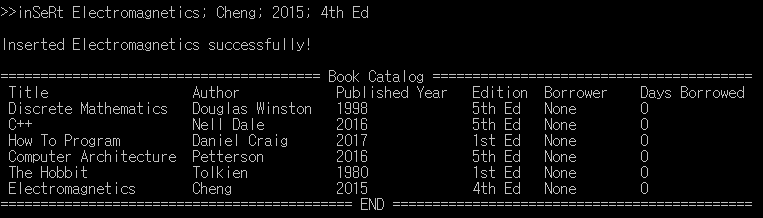 >>inSeRt Electromagnetics; Cheng; 2015; 4th Ed
Inserted Electromagnetics successfully!
======================================== Book Catalog ========================================
Title Author Published Year Edition Borrower Days Borrowed
Discrete Mathematics Douglas Winston 1998 5th Ed None 0
C++ Nell Dale 2016 5th Ed None 0
How To Program Daniel Craig 2017 1st Ed None 0
Computer Architecture Petterson 2016 5th Ed None 0
The Hobbit Tolkien 1980 1st Ed None 0
Electromagnetics Cheng 2015 4th Ed None 0
============================================ END =============================================